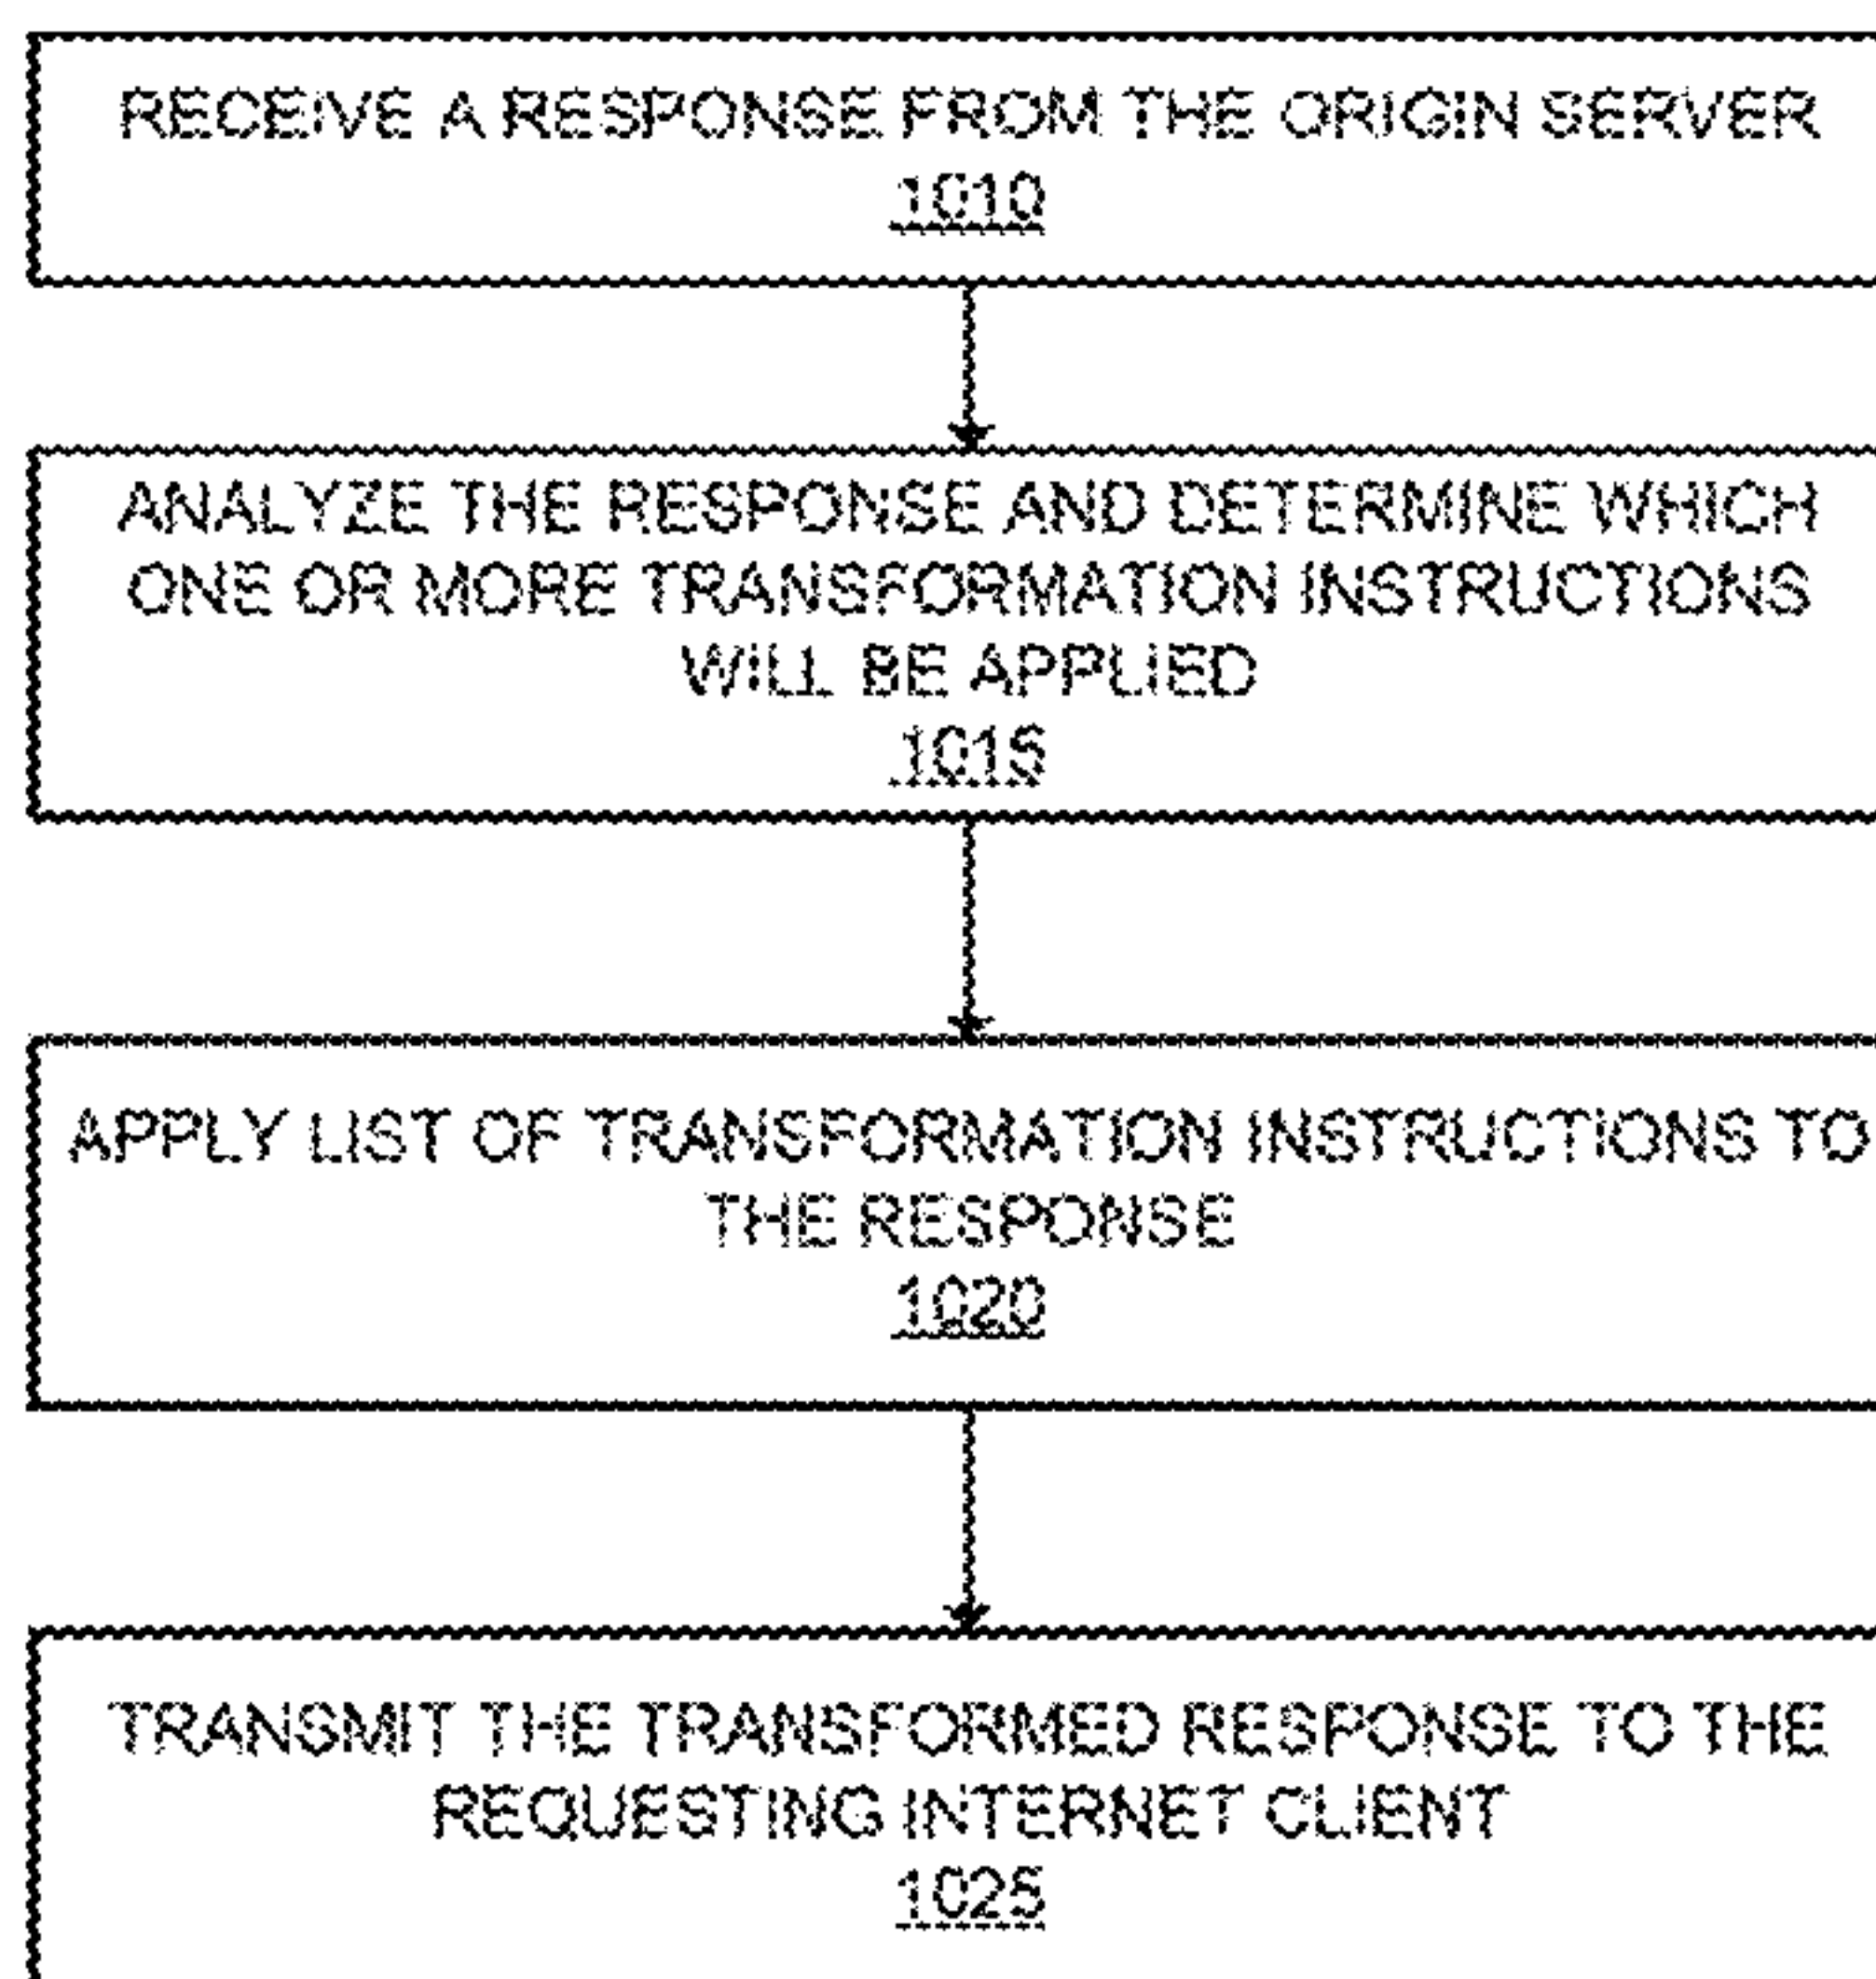 RECEIVE A RESPONSE FROM THE ORIGIN SERVER
1010
ANALYZE THE RESPONSE AND DETERMINE WHICH
ONE OR MORE TRANSFORMATION INSTRUCTIONS
WILL BE APPLIED
1015
APPLY LIST OF TRANSFORMATION INSTRUCTIONS TO
THE RESPONSE
1020
TRANSMIT THE TRANSFORMED RESPONSE TO THE
REQUESTING INTERNET CLIENT
1025